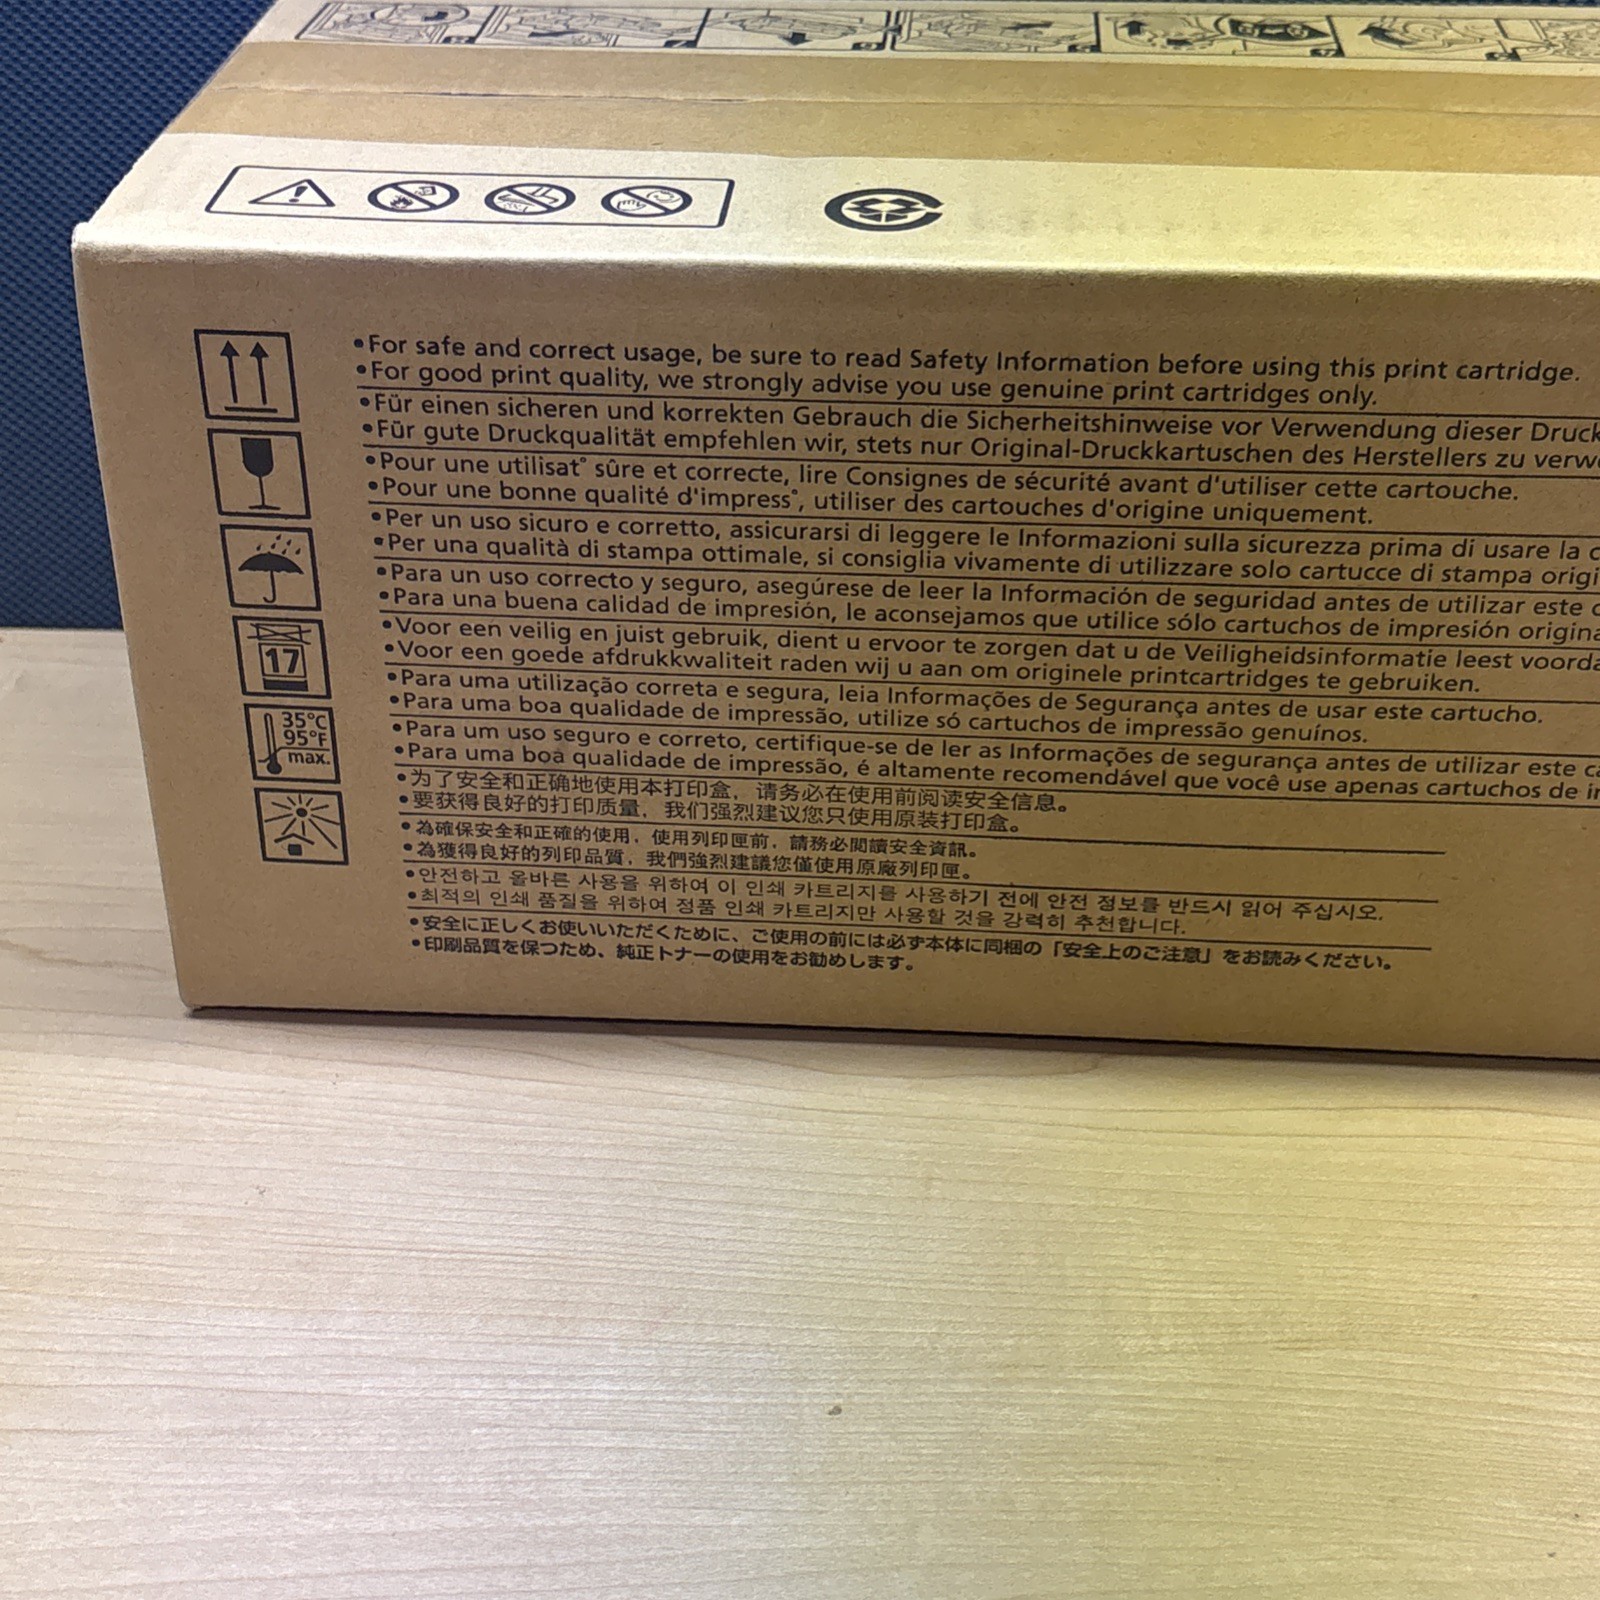 •For safe and correct usage, be sure to read Safety Information before using this print cartridge.
•For good print quality, we strongly advise you use genuine print cartridges only.
•Für einen sicheren und korrekten Gebrauch die Sicherheitshinweise vor Verwendung dieser Druck
•Für gute Druckqualität empfehlen wir, stets nur Original-Druckkartuschen des Herstellers zu verw
•Pour une utilisat° sûre et correcte, lire Consignes de sécurité avant d'utiliser cette cartouche.
•Pour une bonne qualité d'impress°, utiliser des cartouches d'origine uniquement.
•Per un uso sicuro e corretto, assicurarsi di leggere le Informazioni sulla sicurezza prima di usare la c
•Per una qualità di stampa ottimale, si consiglia vivamente di utilizzare solo cartucce di stampa origi
•Para un uso correcto y seguro, asegúrese de leer la Información de seguridad antes de utilizar este c
•Para una buena calidad de impresión, le aconsejamos que utilice sólo cartuchos de impresión origina
•Voor een veilig en juist gebruik, dient u ervoor te zorgen dat u de Veiligheidsinformatie leest voorda
•Voor een goede afdrukkwaliteit raden wij u aan om originele printcartridges te gebruiken.
17
•Para uma utilização correta e segura, leia Informações de Segurança antes de usar este cartucho.
•Para uma boa qualidade de impressão, utilize só cartuchos de impressão genuínos.
35°C
95°F
max.
•Para um uso seguro e correto, certifique-se de ler as Informações de segurança antes de utilizar este ca
•Para uma boa qualidade de impressão, é altamente recomendável que você use apenas cartuchos de in
•为了安全和正确地使用本打印盒，请务必在使用前阅读安全信息。
•要获得良好的打印质量，我们强烈建议您只使用原装打印盒。
•為確保安全和正確的使用，使用列印匣前，請務必閱讀安全資訊。
•為獲得良好的列印品質，我們強烈建議您僅使用原廠列印匣。
•안전하고 올바른 사용을 위하여 이 인쇄 카트리지를 사용하기 전에 안전 정보를 반드시 읽어 주십시오.
•최적의 인쇄 품질을 위하여 정품 인쇄 카트리지만 사용할 것을 강력히 추천합니다.
•安全に正しくお使いいただくために、ご使用の前には必ず本体に同梱の「安全上のご注意」をお読みください。
•印刷品質を保つため、純正トナーの使用をお勧めします。